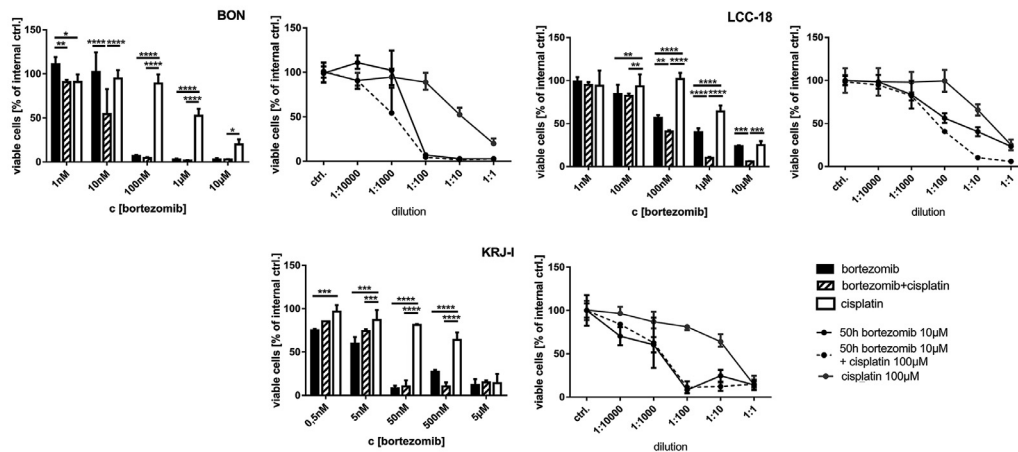 BON
viable cells [% of internal ctrl.]
150
100
50
0
* 
** **** **** **** **** **** **** *
1nM 10nM 100nM 1µM 10µM
c [bortezomib]
viable cells [% of internal ctrl.]
150
100
50
0
ctrl. 1:10000 1:1000 1:100 1:10 1:1
dilution
LCC-18
viable cells [% of internal ctrl.]
150
100
50
0
** ** **** ** **** **** **** **** *** ***
1nM 10nM 100nM 1µM 10µM
c [bortezomib]
viable cells [% of internal ctrl.]
150
100
50
0
ctrl. 1:10000 1:1000 1:100 1:10 1:1
dilution
KRJ-I
viable cells [% of internal ctrl.]
150
100
50
0
*** *** *** **** **** **** ****
0,5nM 5nM 50nM 500nM 5µM
c [bortezomib]
viable cells [% of internal ctrl.]
150
100
50
0
ctrl. 1:10000 1:1000 1:100 1:10 1:1
dilution
bortezomib
bortezomib+cisplatin
cisplatin
50h bortezomib 10µM
50h bortezomib 10µM
+ cisplatin 100µM
cisplatin 100µM